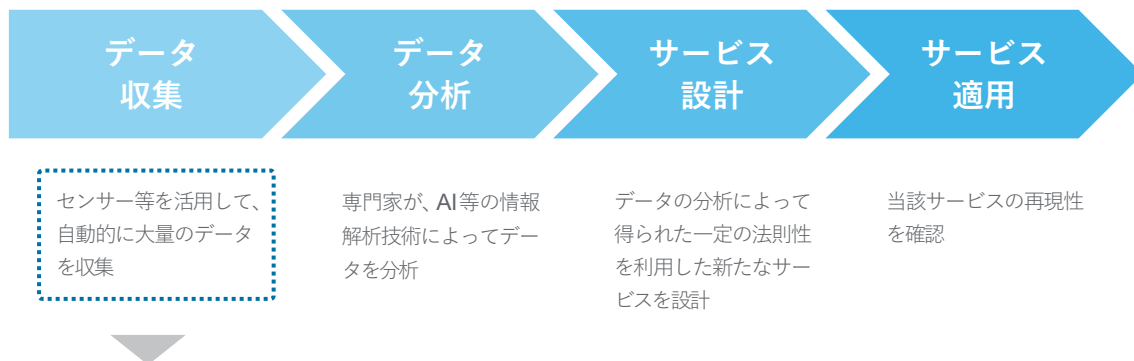 データ
収集
データ
分析
サービス
設計
サービス
適用
センサー等を活用して、
自動的に大量のデータ
を収集
専門家が、AI等の情報
解析技術によってデー
タを分析
データの分析によって
得られた一定の法則性
を利用した新たなサー
ビスを設計
当該サービスの再現性
を確認